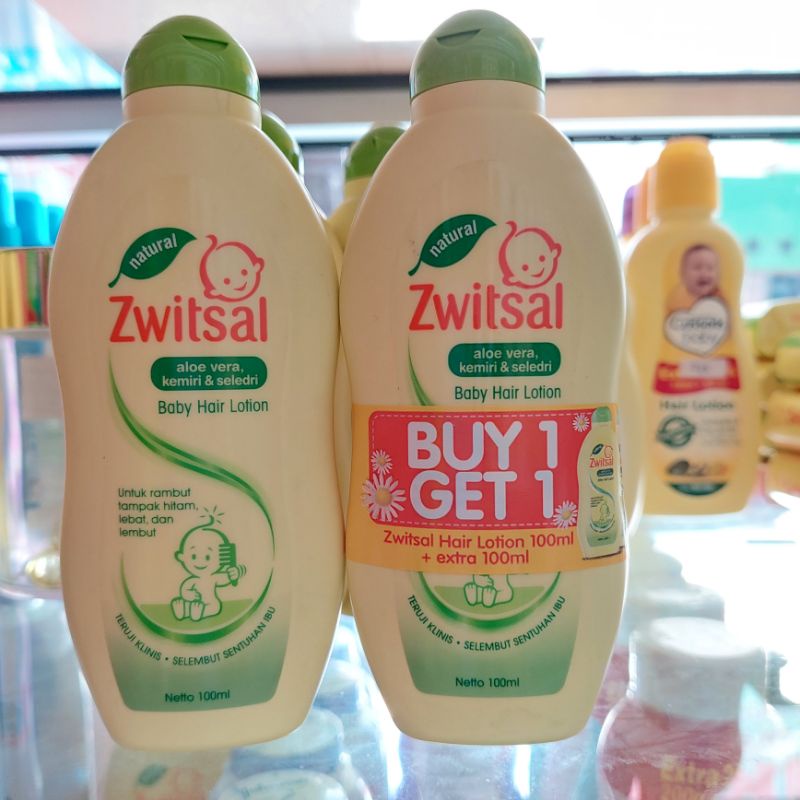 natural
Zwitsal
aloe vera,
kemiri & seledri
Baby Hair Lotion
Untuk rambut
tampak hitam,
lebat, dan
lembut
TERUJI KLINIS • SELEMBUT SENTUHAN IBU
Netto 100ml
natural
Zwitsal
aloe vera,
kemiri & seledri
Baby Hair Lotion
BUY 1
GET 1
Zwitsal
Zwitsal Hair Lotion 100ml
+ extra 100ml
TERUJI KLINIS • SELEMBUT SENTUHAN IBU
Netto 100ml
Cussons
baby
Hair Lotion
Extra